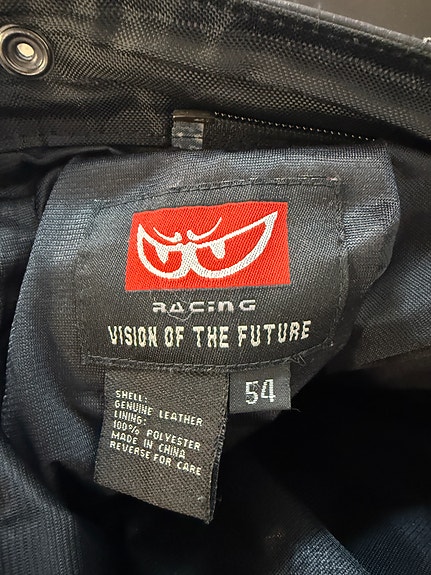 RACING
VISION OF THE FUTURE
54
SHELL:
GENUINE LEATHER
LINING:
100% POLYESTER
MADE IN CHINA
REVERSE FOR CARE